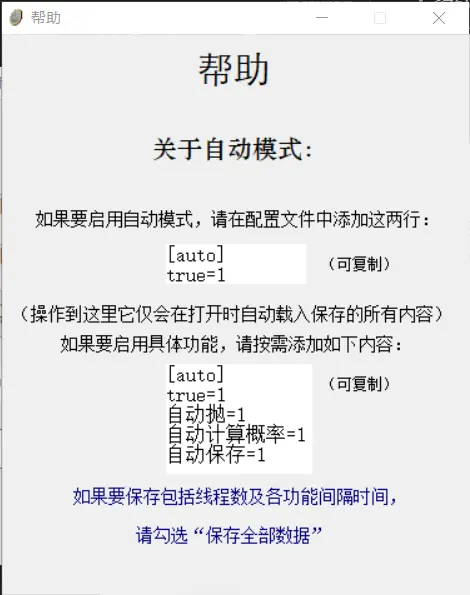 帮助
帮助
关于自动模式：
如果要启用自动模式，请在配置文件中添加这两行：
[auto]
true=1
（可复制）
（操作到这里它仅会在打开时自动载入保存的所有内容）
如果要启用具体功能，请按需添加如下内容：
[auto]
true=1
自动抛=1
自动计算概率=1
自动保存=1
（可复制）
如果要保存包括线程数及各功能间隔时间，
请勾选“保存全部数据”